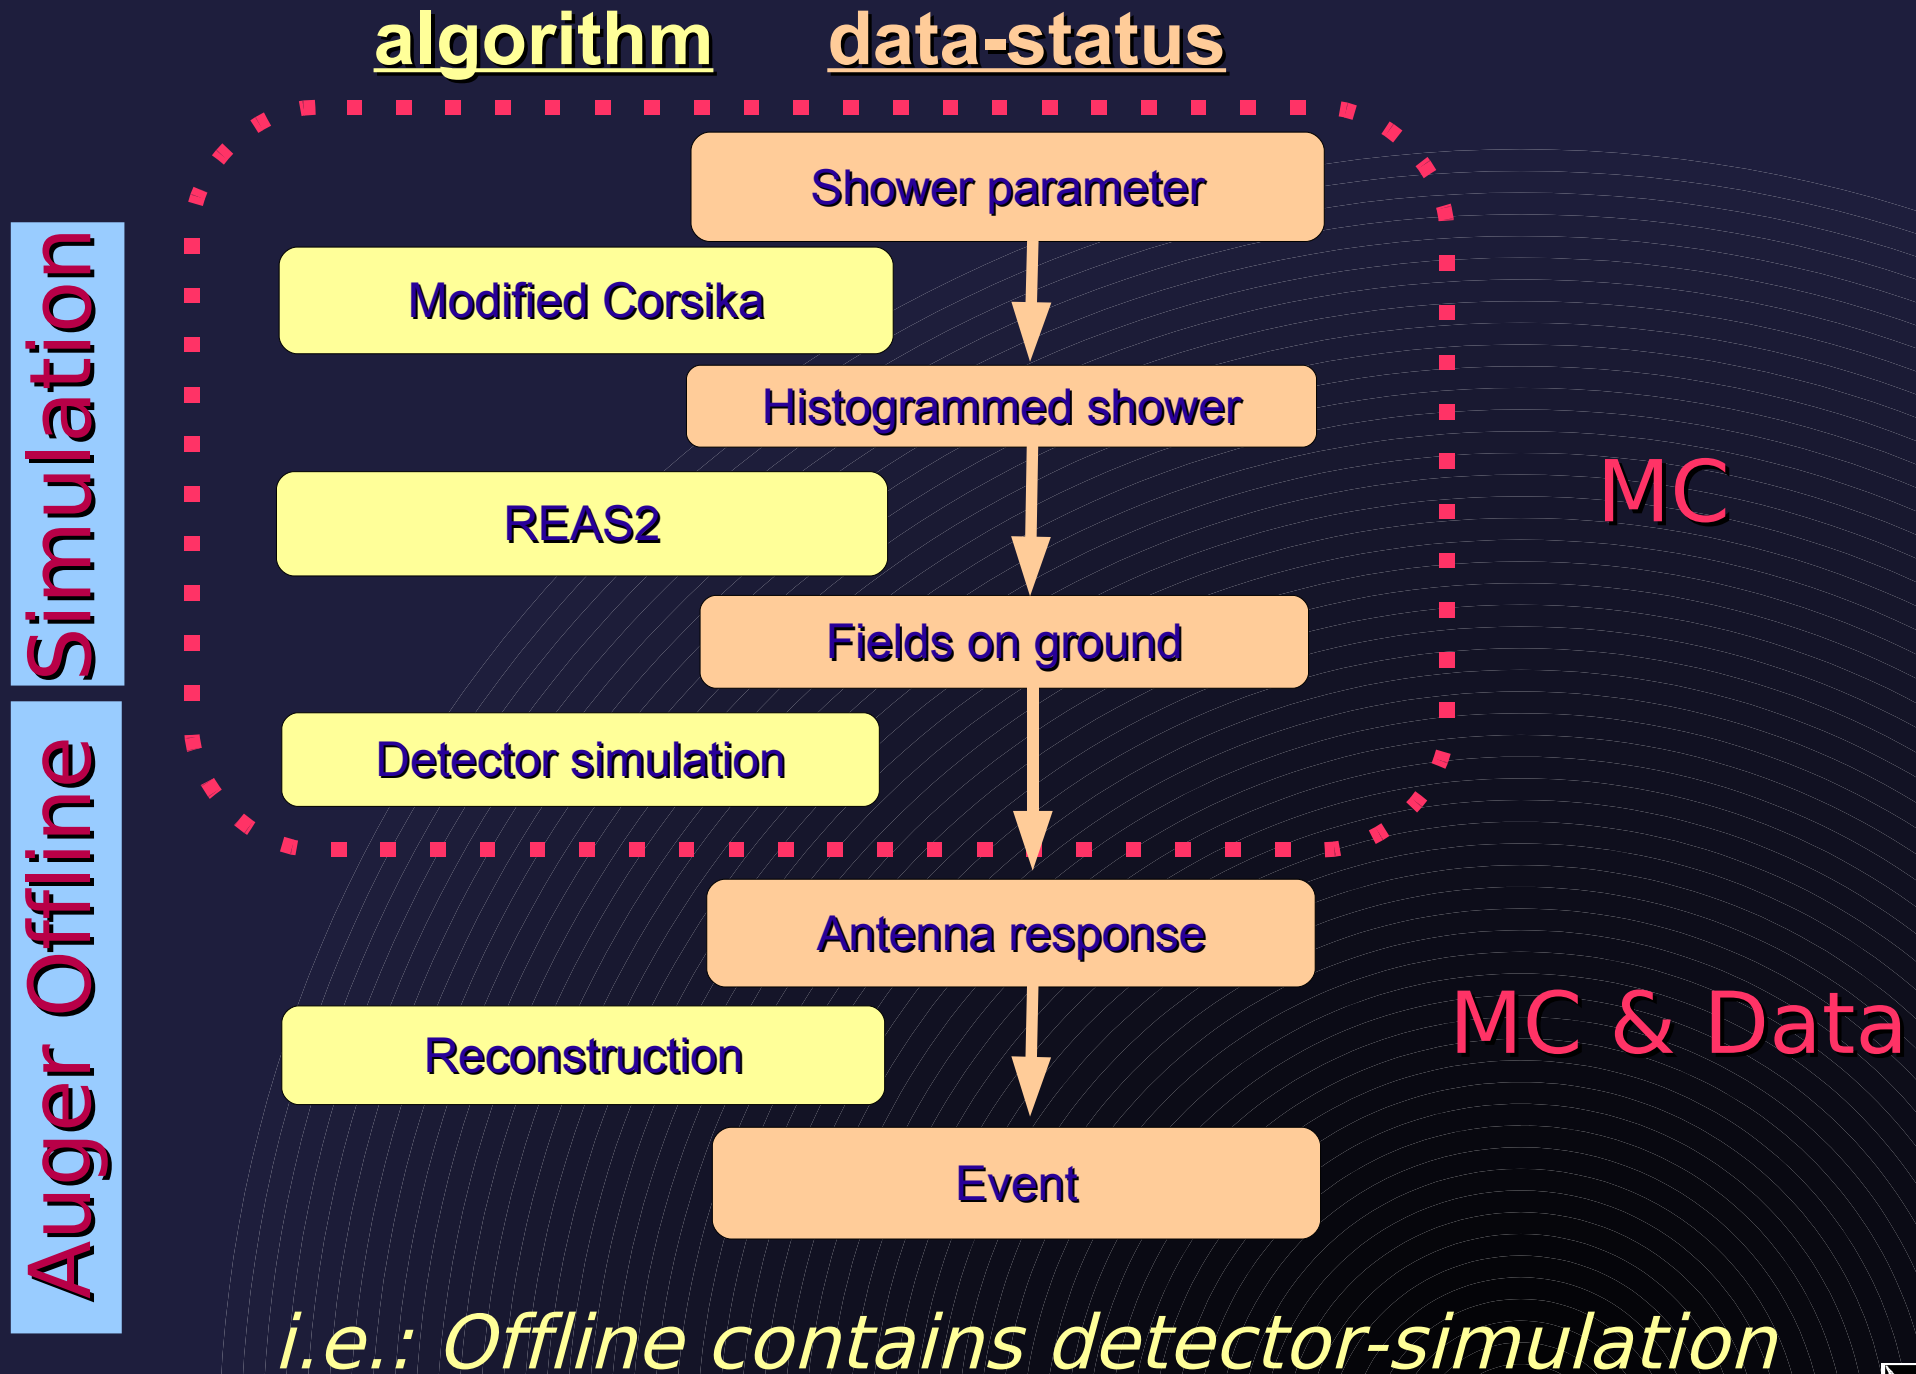 algorithm data-status
Shower parameter
Modified Corsika
Histogrammed shower
REAS2
Fields on ground
Detector simulation
Antenna response
Reconstruction
Event
Simulation
Auger Offline
MC
MC & Data
i.e.: Offline contains detector-simulation